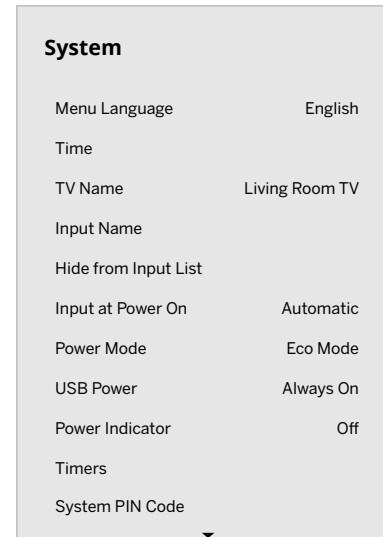 System
Menu Language English
Time
TV Name Living Room TV
Input Name
Hide from Input List
Input at Power On Automatic
Power Mode Eco Mode
USB Power Always On
Power Indicator Off
Timers
System PIN Code